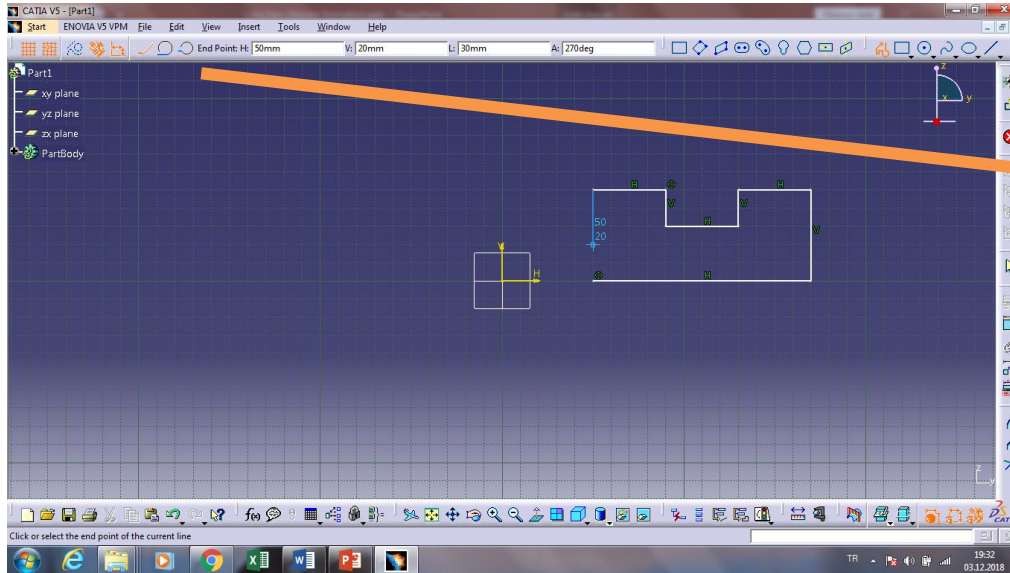 CATIA V5 - [Part1]
Start ENOVIA V5 VPM File Edit View Insert Tools Window Help
End Point: H: 50mm V: 20mm L: 30mm A: 270deg
Part1
xy plane
yz plane
zx plane
PartBody
z
x y
H H
V V
50 H
20 V
V
H
H
z
y
f(x)
Click or select the end point of the current line
TR 19:32
03.12.2018